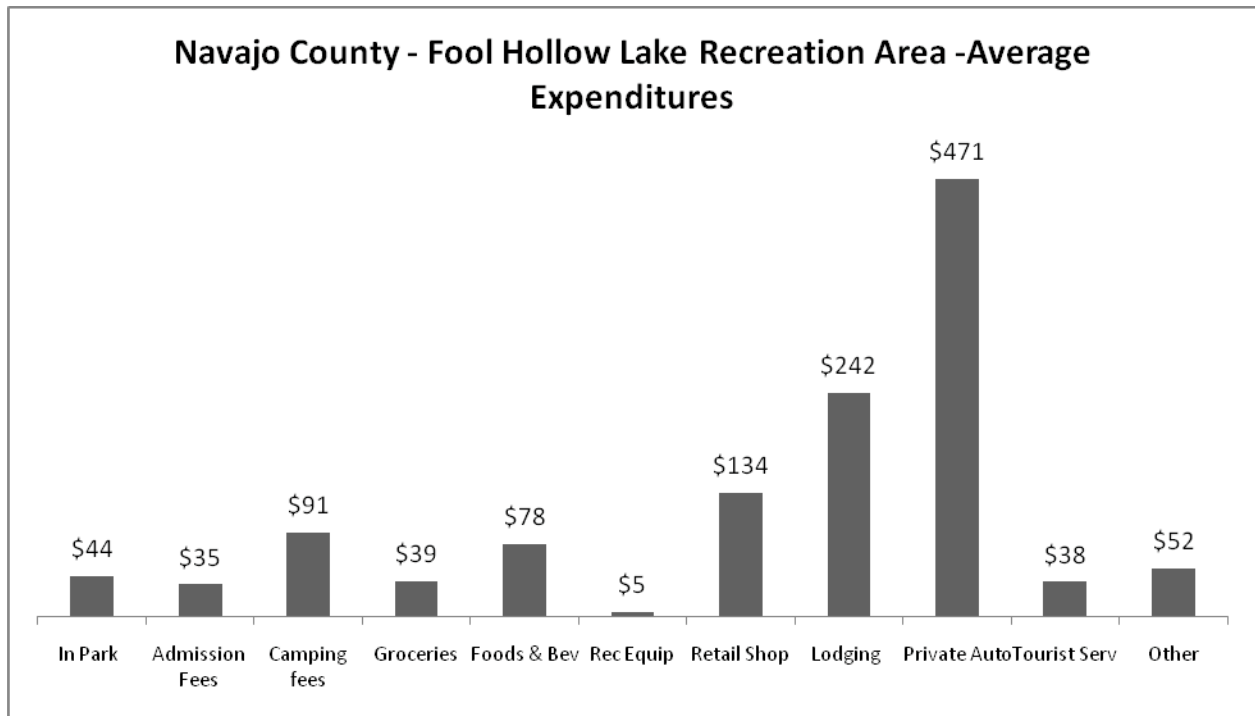 Navajo County - Fool Hollow Lake Recreation Area -Average
Expenditures
$471
$242
$134
$91
$78
$52
$44
$39
$38
$35
$5
In Park
Admission
Fees
Camping
fees
Groceries
Foods & Bev
Rec Equip
Retail Shop
Lodging
Private Auto
Tourist Serv
Other